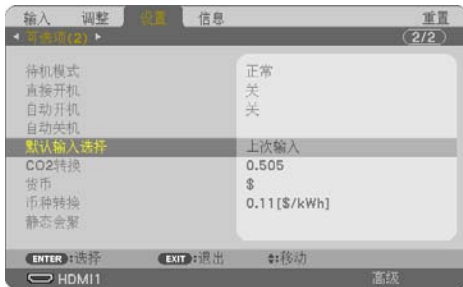 输入 调整 设置 信息 重置
可选项(2) 2/2
待机模式 正常
直接开机 关
自动开机 关
自动关机
默认输入选择 上次输入
CO2转换 0.505
货币 $
币种转换 0.11[$/kWh]
静态会聚
ENTER:选择 EXIT:退出 :移动
HDMI1 高级